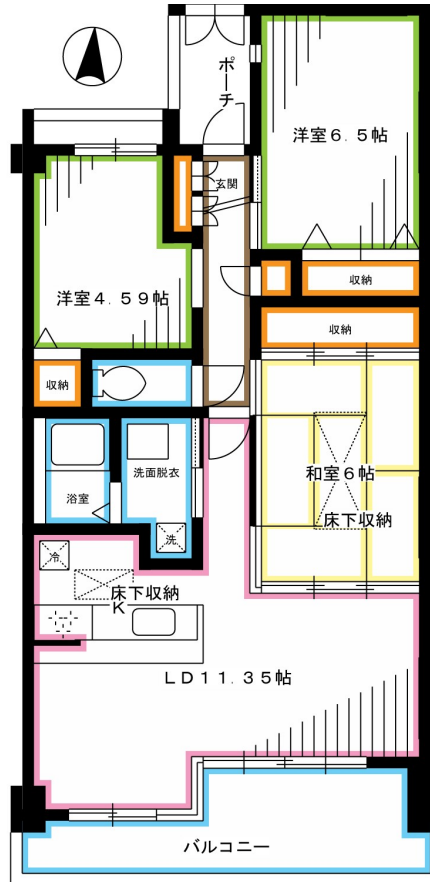 ポーチ
洋室6.5帖
玄関
洋室4.59帖
収納
収納
収納
洗面脱衣
浴室
和室6帖
床下収納
洗
冷
床下収納
K
LD11.35帖
バルコニー